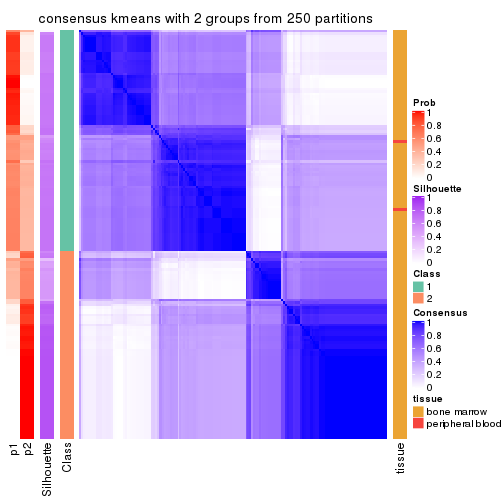 consensus kmeans with 2 groups from 250 partitions
Prob
1
0.8
0.6
0.4
0.2
0
Silhouette
1
0.8
0.6
0.4
0.2
0
Class
1
2
Consensus
1
0.8
0.6
0.4
0.2
0
tissue
bone marrow
peripheral blood
p1
p2
Silhouette
Class
tissue